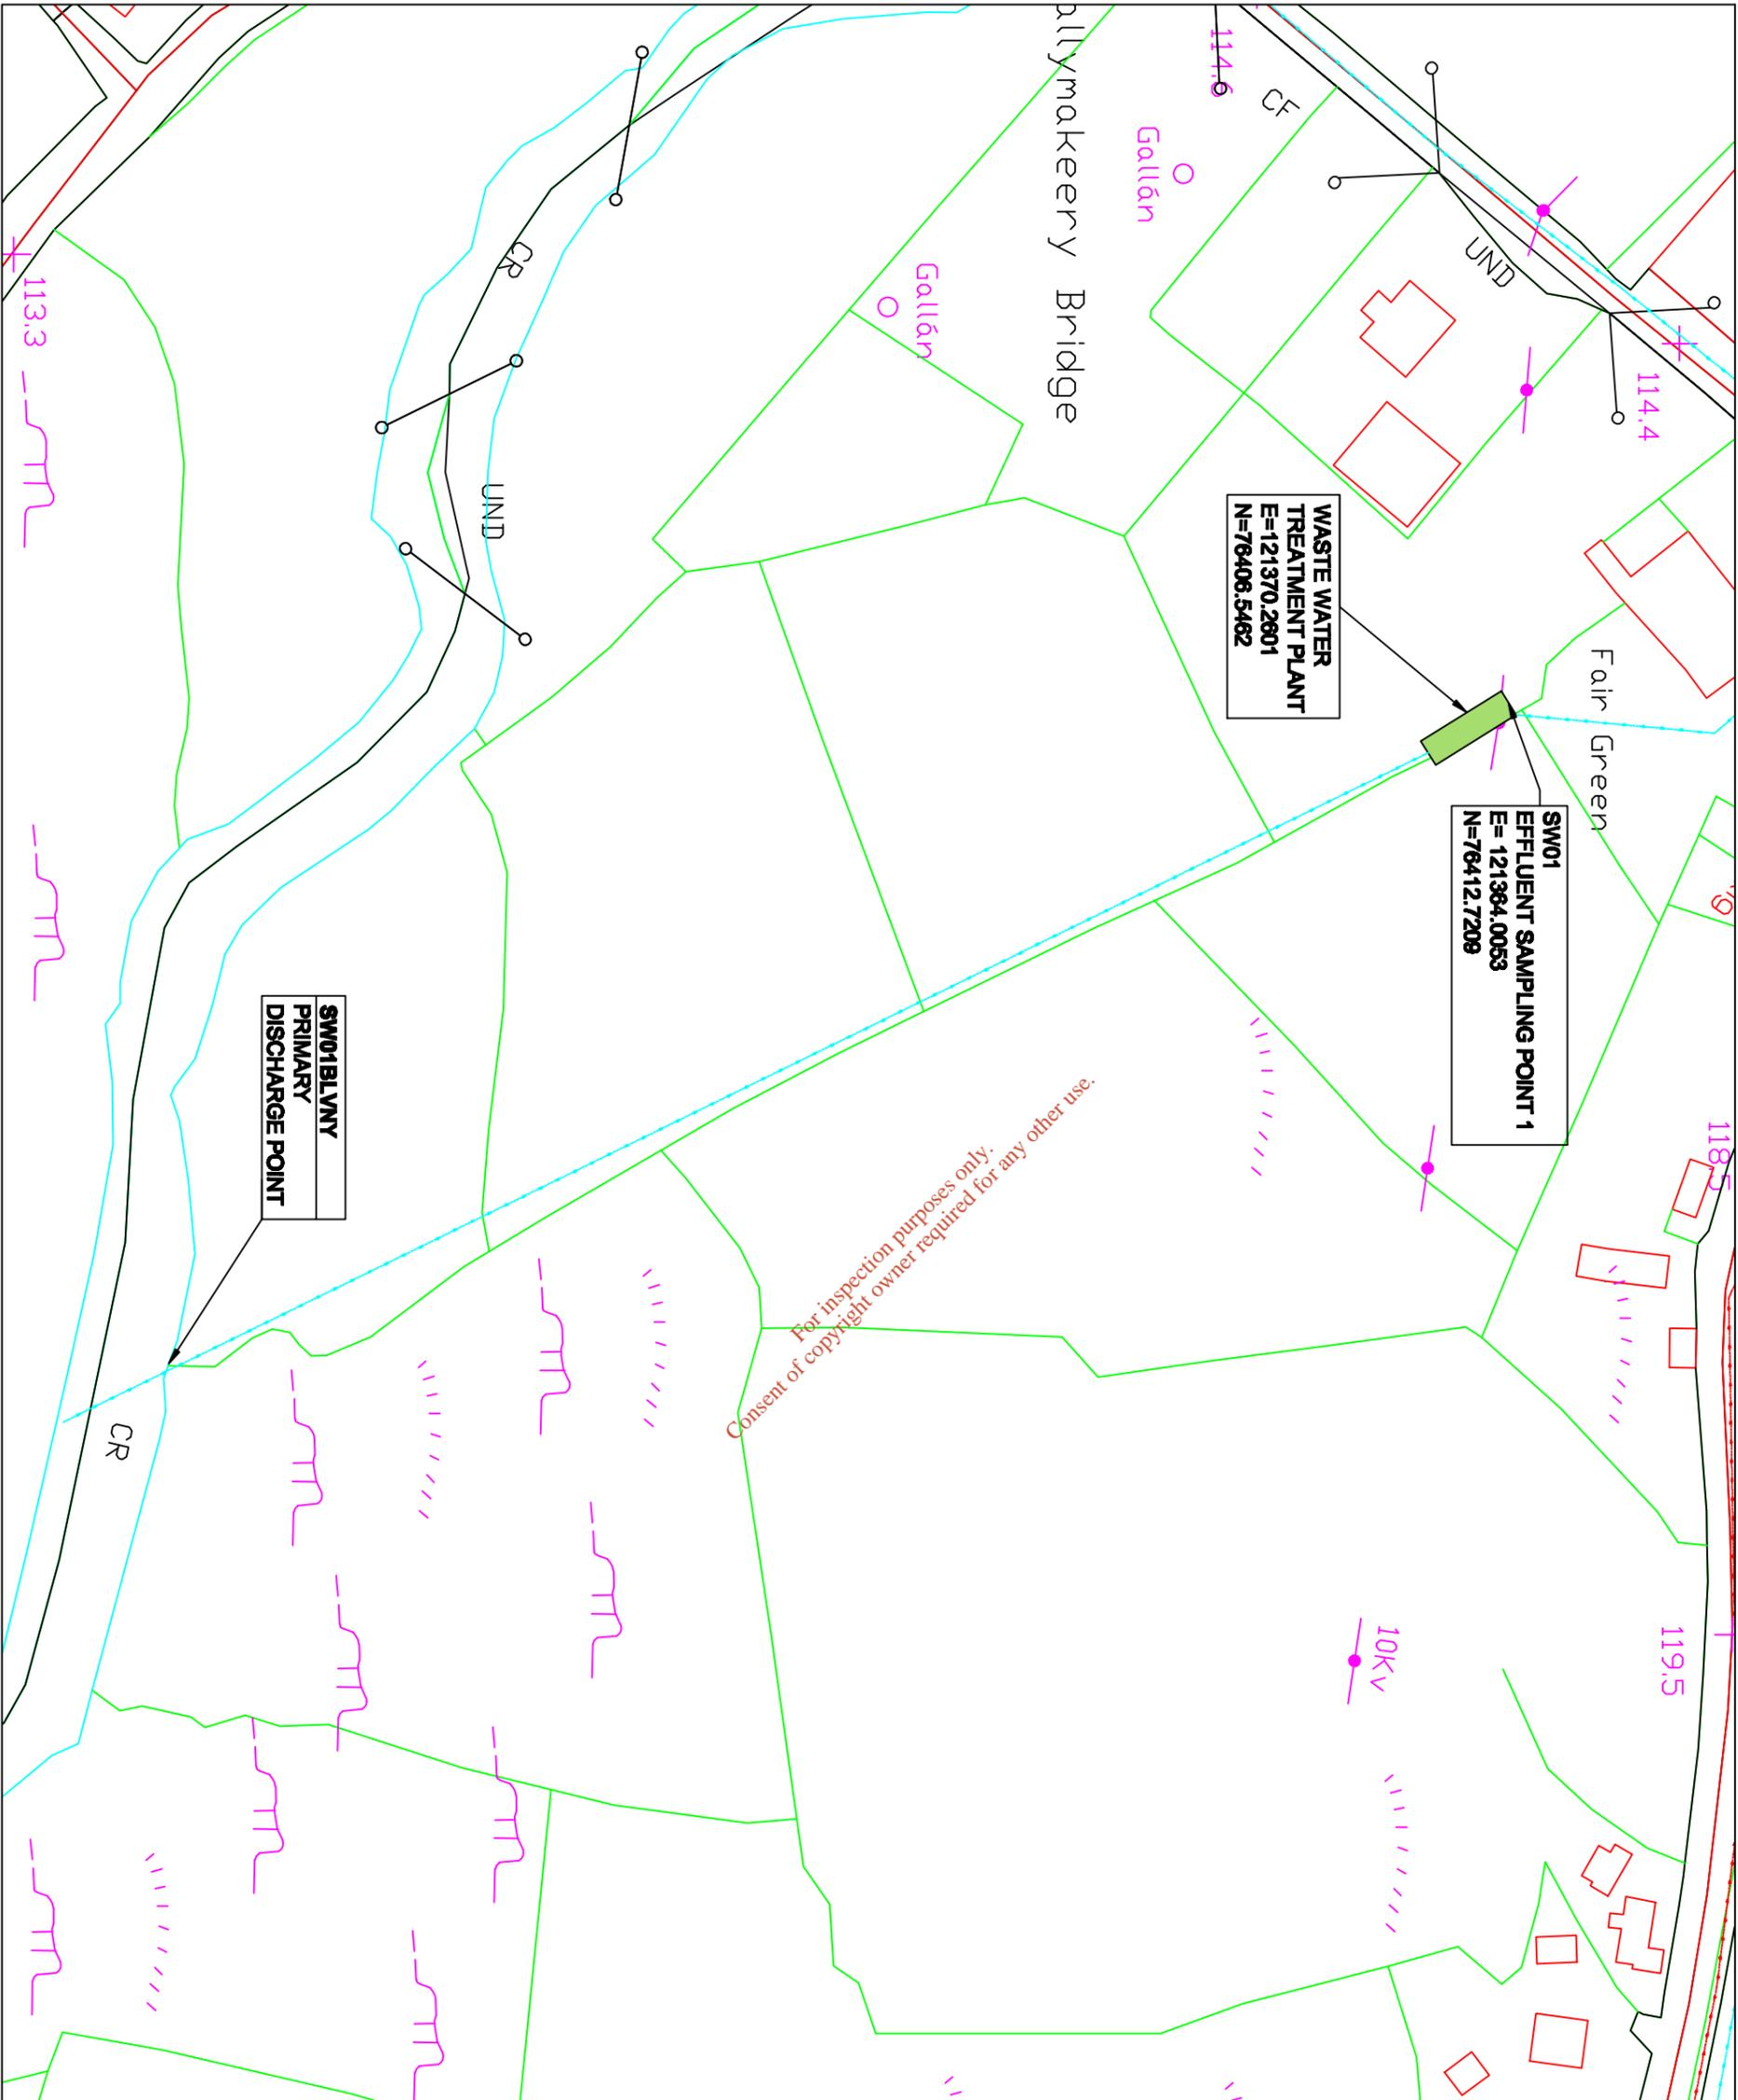 114.6
CF
Gallán
Gallán
allymakeery Bridge
UND
114.4
CR
UND
113.3
WASTE WATER
TREATMENT PLANT
E=121370.2601
N=76406.5462
Fair Green
SW01
EFFLUENT SAMPLING POINT 1
E= 121364.0053
N=76412.7209
118.5
SW01BLVNY
PRIMARY
DISCHARGE POINT
CR
For inspection purposes only.
Consent of copyright owner required for any other use.
10Kv
119.5